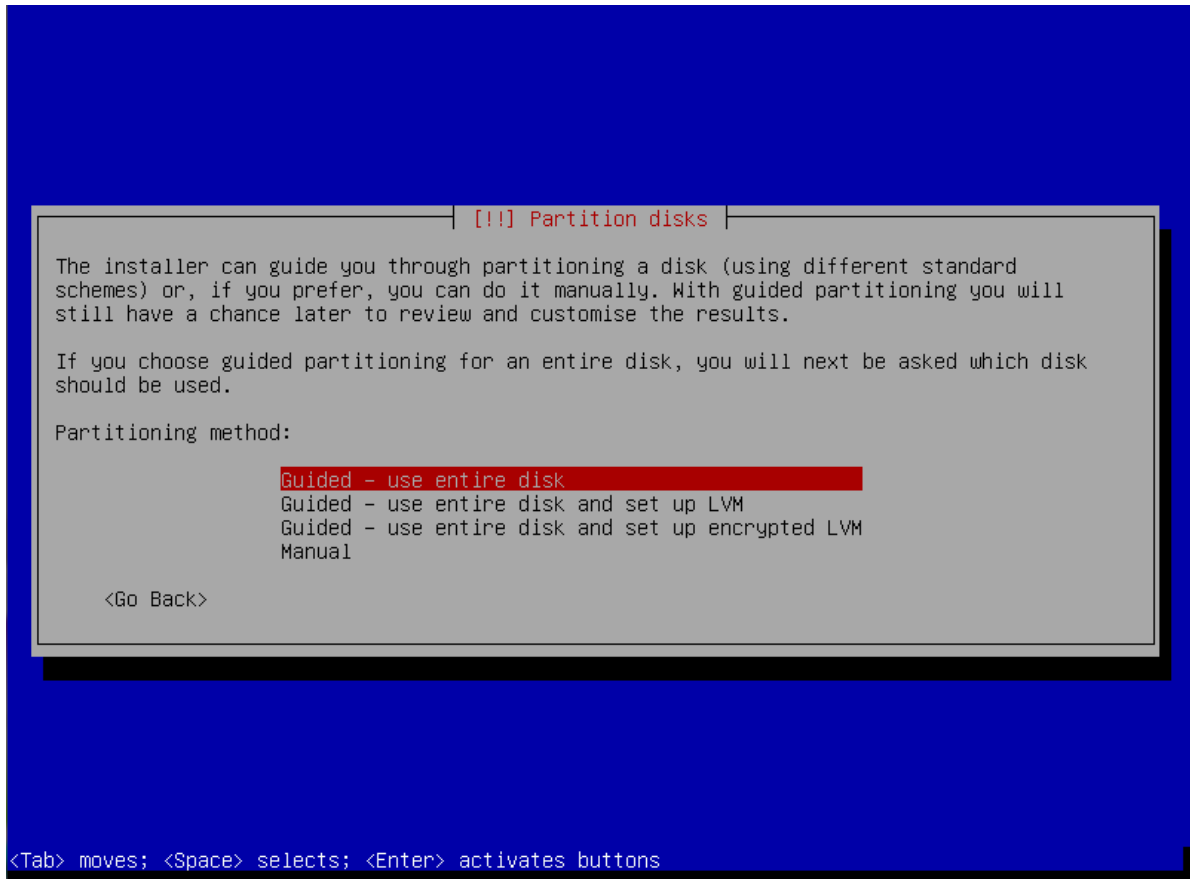 [!!] Partition disks
The installer can guide you through partitioning a disk (using different standard
schemes) or, if you prefer, you can do it manually. With guided partitioning you will
still have a chance later to review and customise the results.
If you choose guided partitioning for an entire disk, you will next be asked which disk
should be used.
Partitioning method:
Guided - use entire disk
Guided - use entire disk and set up LVM
Guided - use entire disk and set up encrypted LVM
Manual
<Go Back>
<Tab> moves; <Space> selects; <Enter> activates buttons